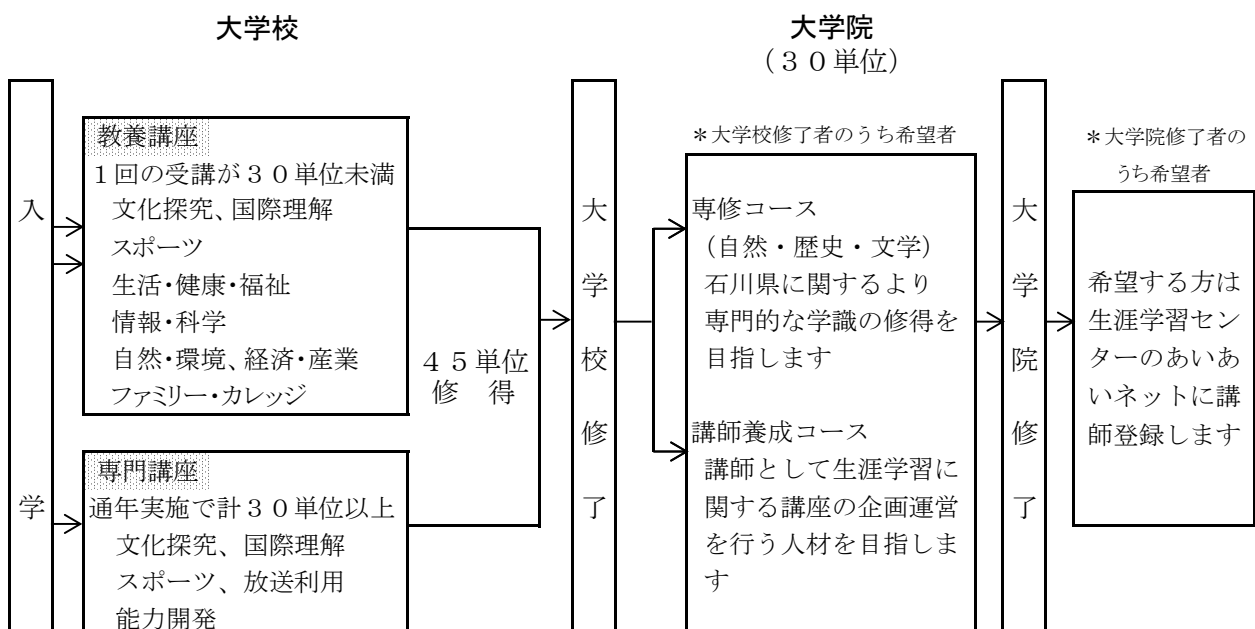 大学校
大学院
（３０単位）
入学
教養講座
１回の受講が３０単位未満
文化探究、国際理解
スポーツ
生活・健康・福祉
情報・科学
自然・環境、経済・産業
ファミリー・カレッジ
専門講座
通年実施で計３０単位以上
文化探究、国際理解
スポーツ、放送利用
能力開発
４５単位
修　得
大学校修了
＊大学校修了者のうち希望者
専修コース
（自然・歴史・文学）
石川県に関するより
専門的な学識の修得を
目指します
講師養成コース
講師として生涯学習に
関する講座の企画運営
を行う人材を目指しま
す
大学院修了
＊大学院修了者の
うち希望者
希望する方は
生涯学習セン
ターのあいあ
いネットに講
師登録します